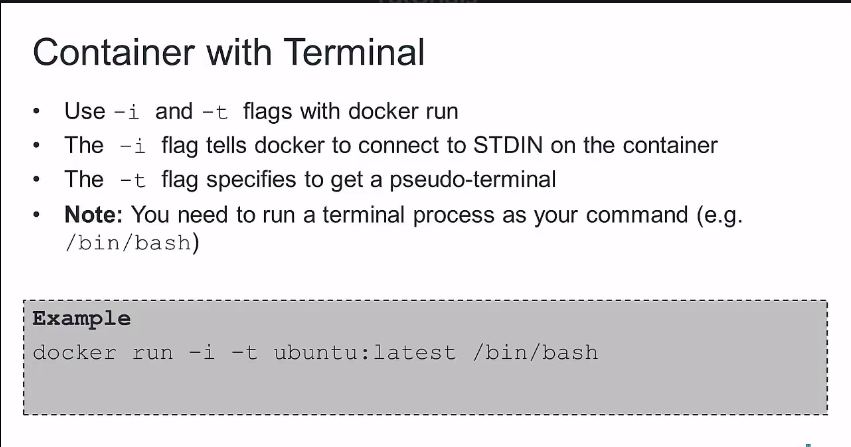 Container with Terminal
• Use -i and -t flags with docker run
• The -i flag tells docker to connect to STDIN on the container
• The -t flag specifies to get a pseudo-terminal
• Note: You need to run a terminal process as your command (e.g.
/bin/bash)
Example
docker run -i -t ubuntu:latest /bin/bash